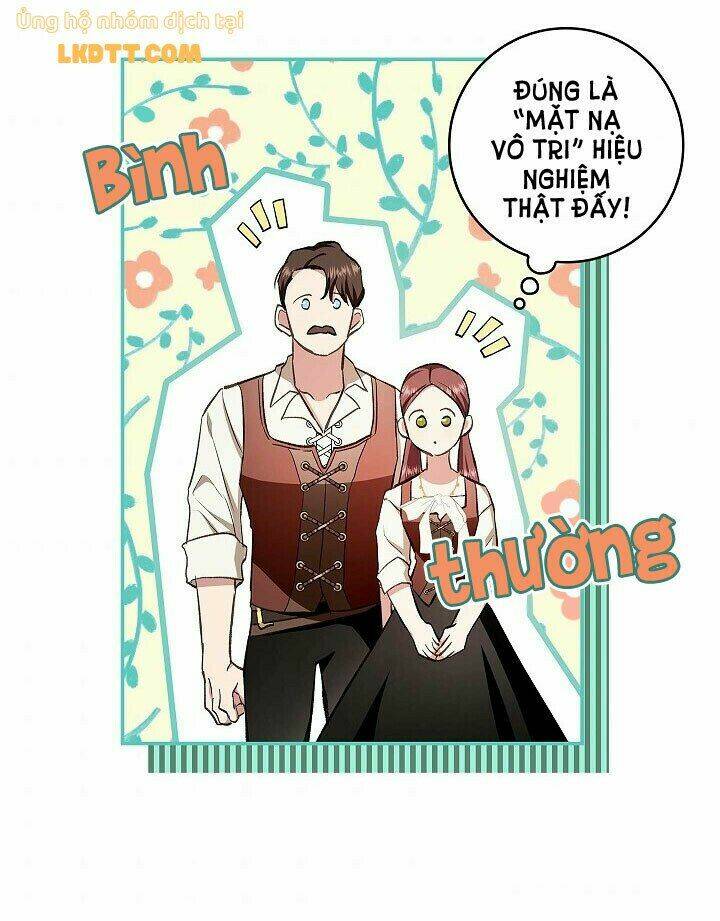 Ủng hộ nhóm dịch tại
LKDTT.COM
ĐÚNG LÀ
“MẶT NẠ
VÔ TRI” HIỆU
NGHIỆM
THẬT ĐẤY!
Bình
thường